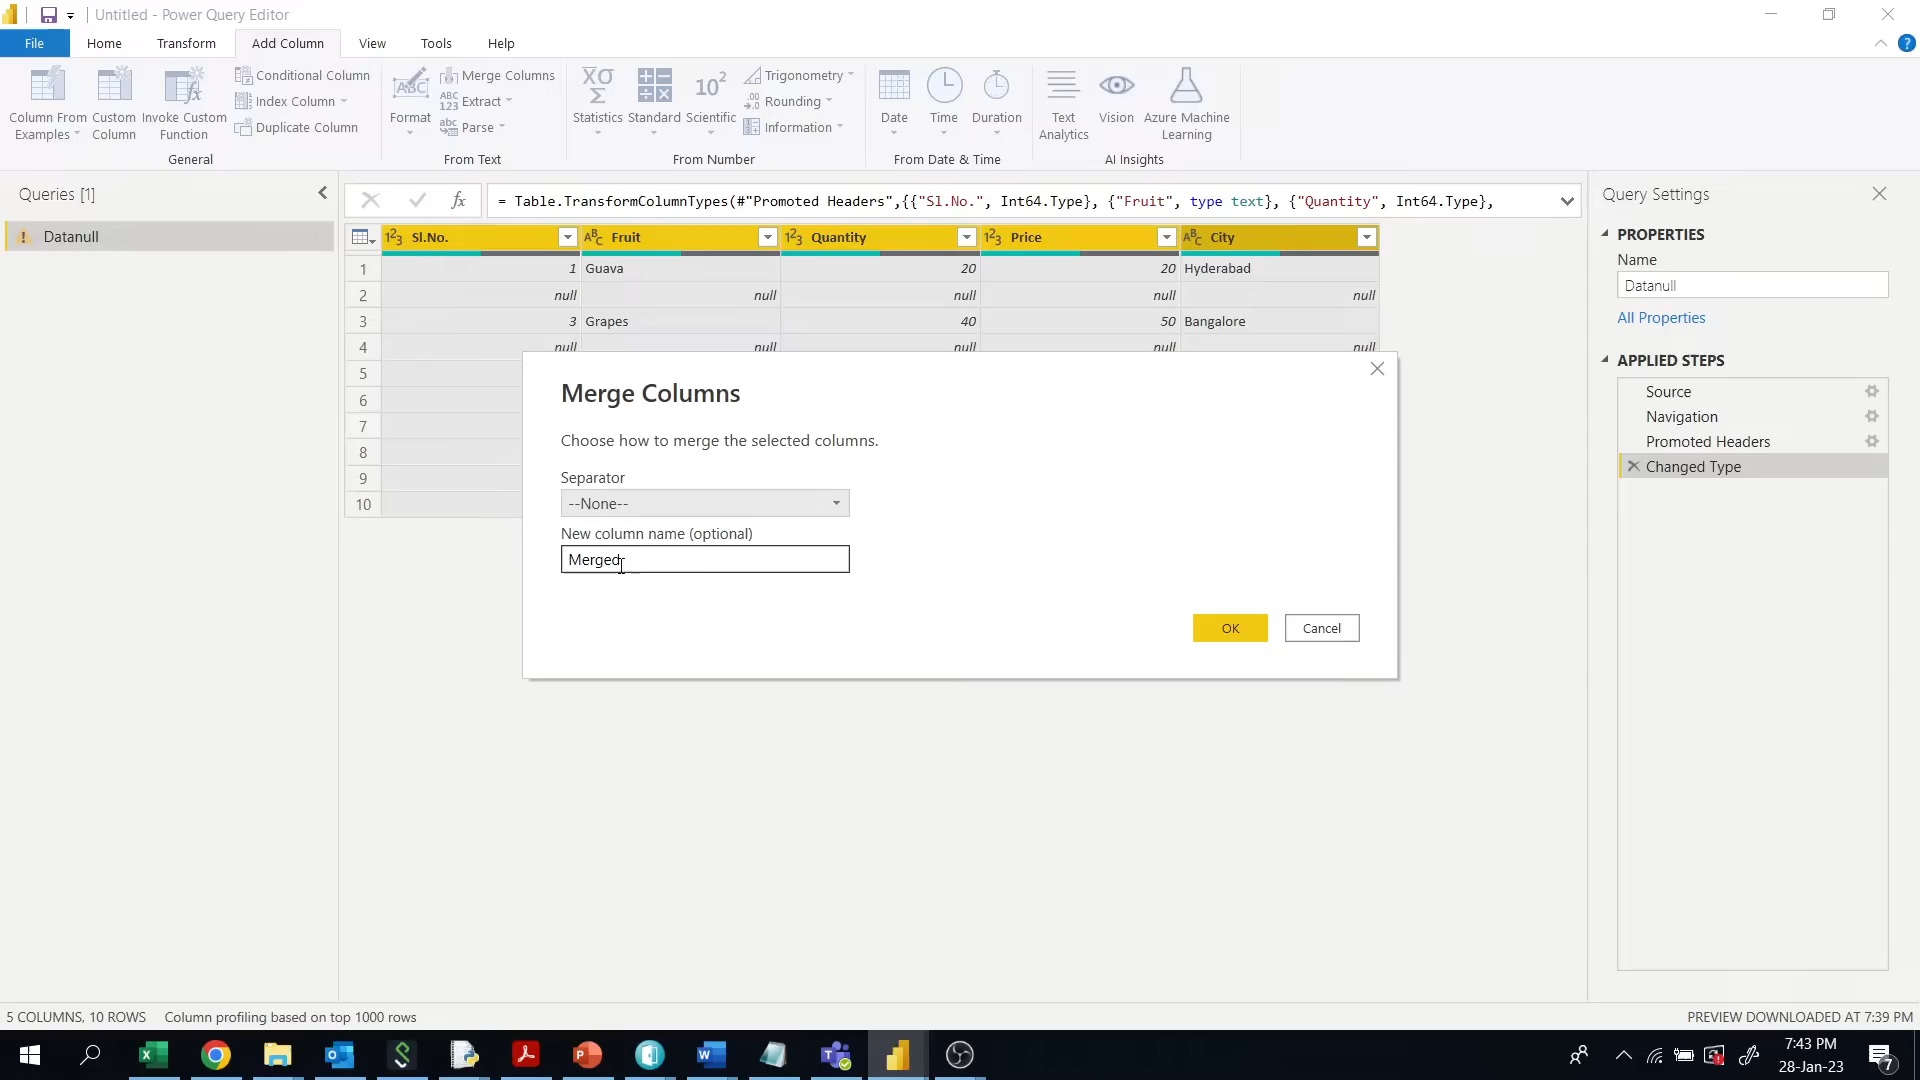 Untitled - Power Query Editor
File Home Transform Add Column View Tools Help
Column From Examples
Custom Column
Invoke Custom Function
Conditional Column
Index Column
Duplicate Column
General
Format
Merge Columns
Extract
Parse
From Text
Statistics
Standard
Scientific
Trigonometry
Rounding
Information
From Number
Date
Time
Duration
From Date & Time
Text Analytics
Vision
Azure Machine Learning
AI Insights
Queries [1]
Datanull
= Table.TransformColumnTypes(#"Promoted Headers",{{"Sl.No.", Int64.Type}, {"Fruit", type text}, {"Quantity", Int64.Type},
Sl.No. Fruit Quantity Price City
1 1 Guava 20 20 Hyderabad
2 null null null null null
3 3 Grapes 40 50 Bangalore
4 null null null null null
5
6
7
8
9
10
Merge Columns
Choose how to merge the selected columns.
Separator
--None--
New column name (optional)
Merged
OK Cancel
Query Settings
PROPERTIES
Name
Datanull
All Properties
APPLIED STEPS
Source
Navigation
Promoted Headers
Changed Type
5 COLUMNS, 10 ROWS Column profiling based on top 1000 rows
PREVIEW DOWNLOADED AT 7:39 PM
7:43 PM
28-Jan-23
7